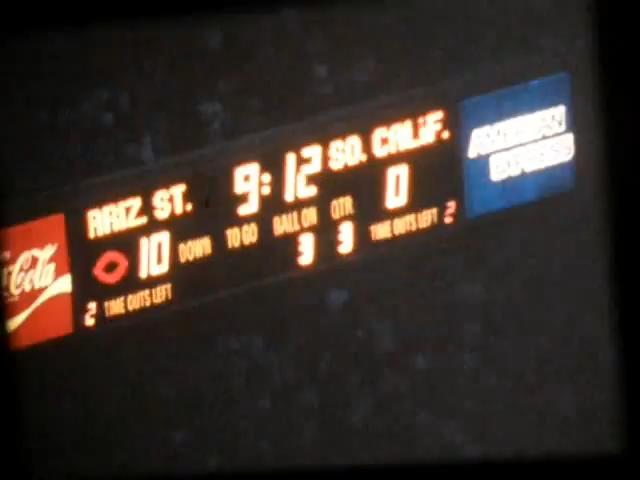 ARIZ. ST. 9:12 SO. CALIF.
10 DOWN TO GO BALL ON QTR 0
3 3
2 TIME OUTS LEFT TIME OUTS LEFT 2
Coca-Cola
AMERICAN
EXPRESS